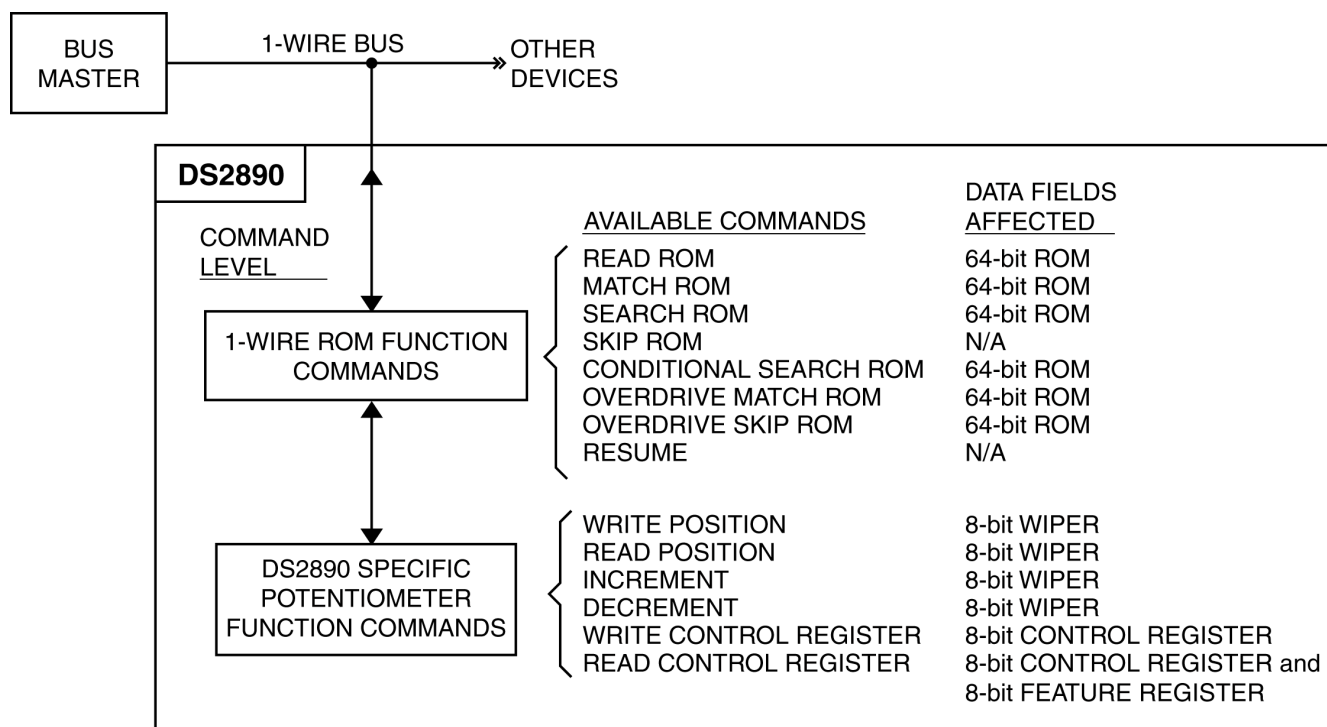 BUS
MASTER
1-WIRE BUS
OTHER
DEVICES
DS2890
COMMAND
LEVEL
AVAILABLE COMMANDS
DATA FIELDS
AFFECTED
1-WIRE ROM FUNCTION
COMMANDS
READ ROM 64-bit ROM
MATCH ROM 64-bit ROM
SEARCH ROM 64-bit ROM
SKIP ROM N/A
CONDITIONAL SEARCH ROM 64-bit ROM
OVERDRIVE MATCH ROM 64-bit ROM
OVERDRIVE SKIP ROM 64-bit ROM
RESUME N/A
DS2890 SPECIFIC
POTENTIOMETER
FUNCTION COMMANDS
WRITE POSITION 8-bit WIPER
READ POSITION 8-bit WIPER
INCREMENT 8-bit WIPER
DECREMENT 8-bit WIPER
WRITE CONTROL REGISTER 8-bit CONTROL REGISTER
READ CONTROL REGISTER 8-bit CONTROL REGISTER and
8-bit FEATURE REGISTER